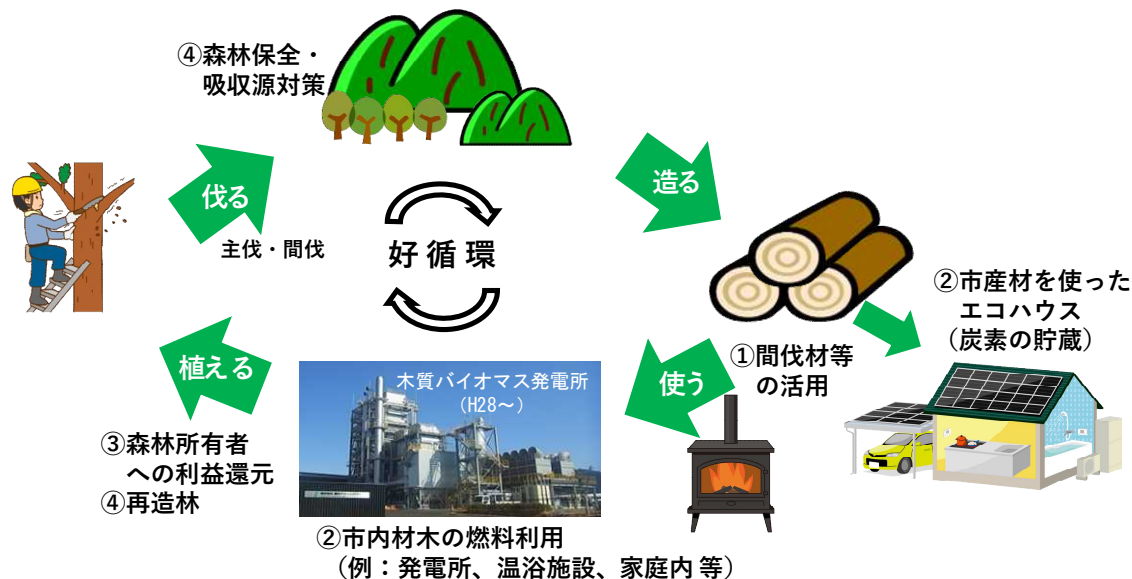 ④森林保全・
吸収源対策
伐る
主伐・間伐
造る
好循環
②市産材を使った
エコハウス
（炭素の貯蔵）
①間伐材等
の活用
使う
植える
木質バイオマス発電所
（H28～）
③森林所有者
への利益還元
④再造林
②市内材木の燃料利用
（例：発電所、温浴施設、家庭内 等）